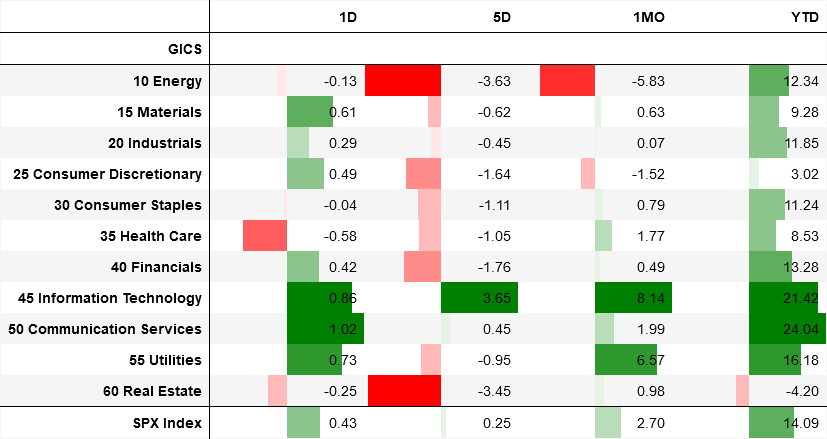 1D 5D 1MO YTD
GICS
10 Energy -0.13 -3.63 -5.83 12.34
15 Materials 0.61 -0.62 0.63 9.28
20 Industrials 0.29 -0.45 0.07 11.85
25 Consumer Discretionary 0.49 -1.64 -1.52 3.02
30 Consumer Staples -0.04 -1.11 0.79 11.24
35 Health Care -0.58 -1.05 1.77 8.53
40 Financials 0.42 -1.76 0.49 13.28
45 Information Technology 0.86 3.65 8.14 21.42
50 Communication Services 1.02 0.45 1.99 24.04
55 Utilities 0.73 -0.95 6.57 16.18
60 Real Estate -0.25 -3.45 0.98 -4.20
SPX Index 0.43 0.25 2.70 14.09